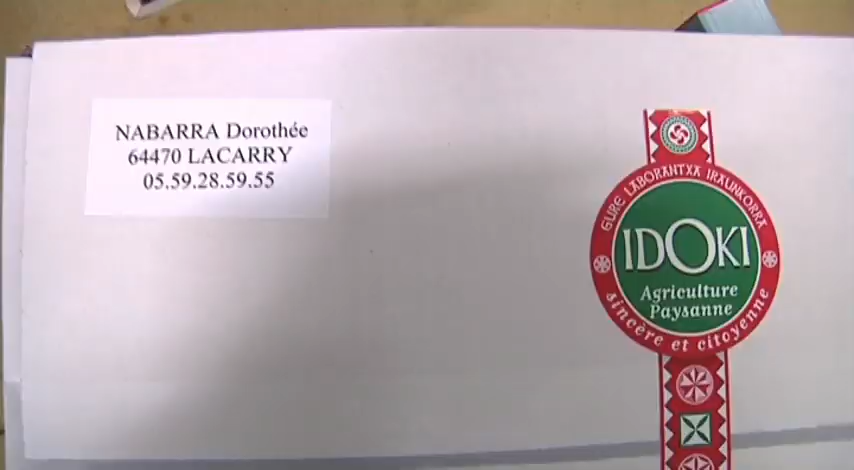 NABARRA Dorothée
64470 LACARRY
05.59.28.59.55
GURE LABORANTXA IRAUNKORRA
IDOKI
Agriculture
Paysanne
sincère et citoyenne